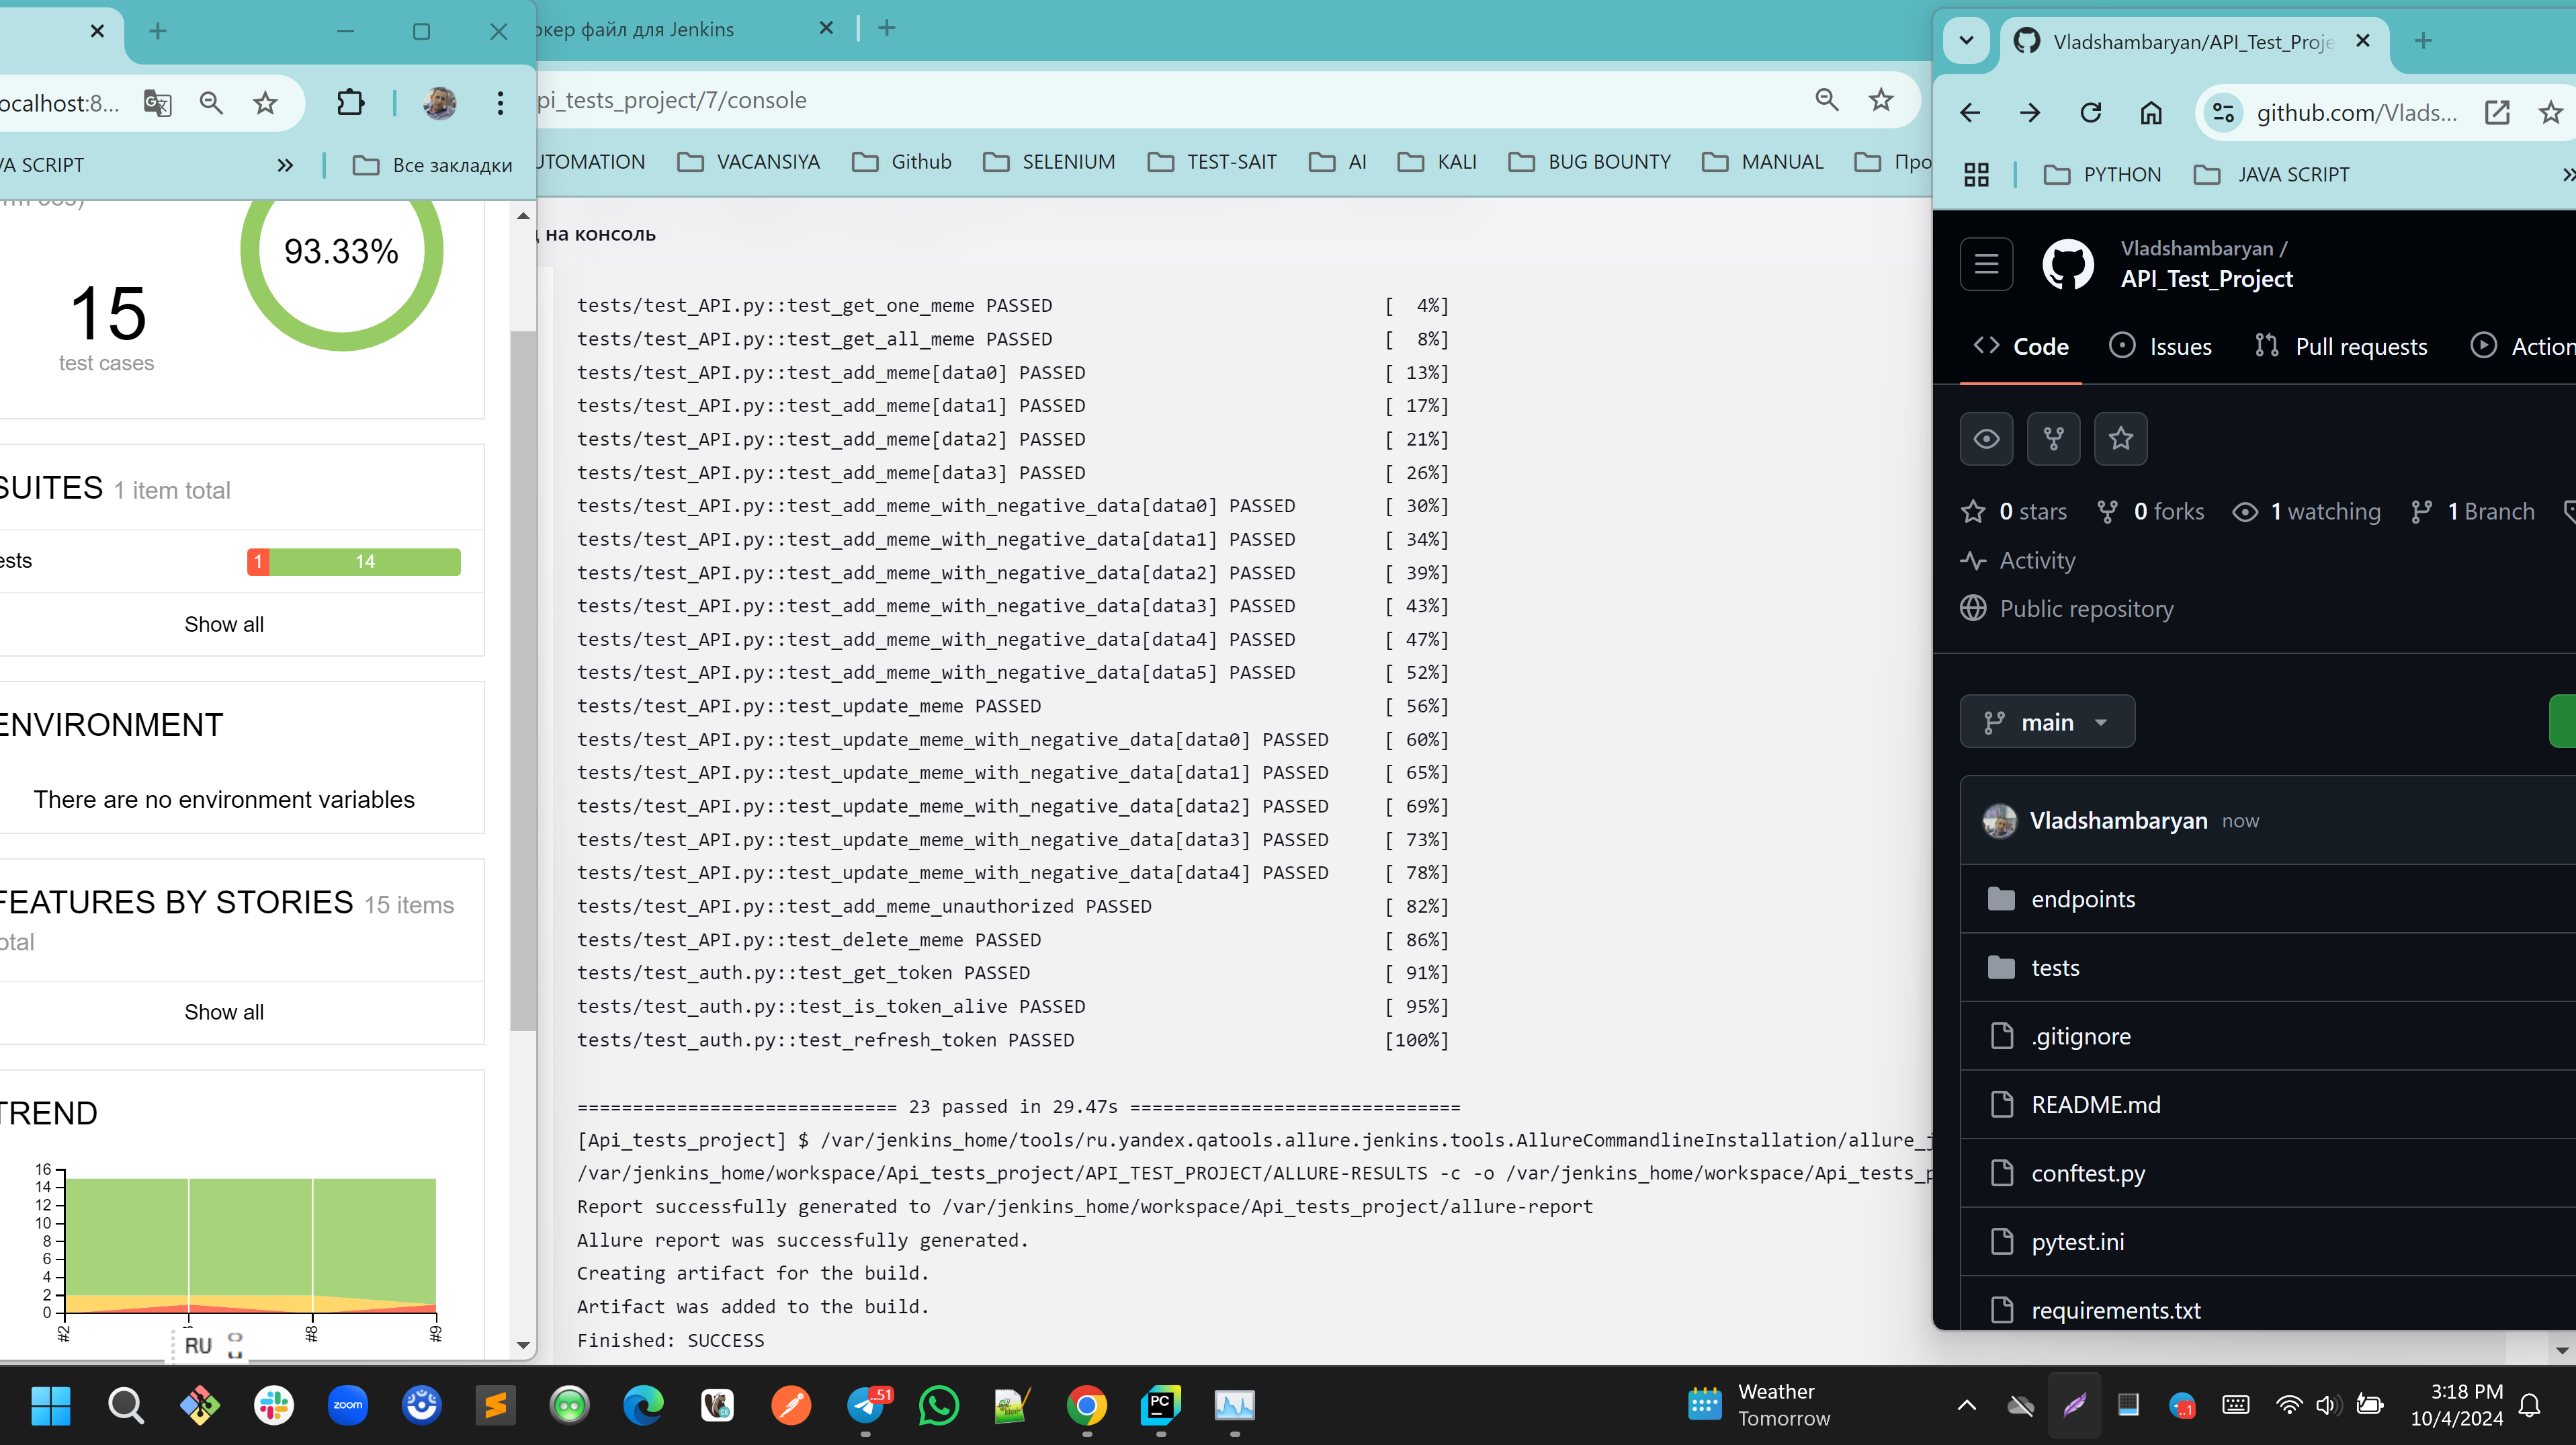 окер файл для Jenkins
Vladshambaryan/API_Test_Proje
ocalhost:8...
pi_tests_project/7/console
github.com/Vlads...
VA SCRIPT
»
Все закладки
UTOMATION
VACANSIYA
Github
SELENIUM
TEST-SAIT
AI
KALI
BUG BOUNTY
MANUAL
Про
PYTHON
JAVA SCRIPT
»
93.33%
15
test cases
SUITES 1 item total
ests
1
14
Show all
ENVIRONMENT
There are no environment variables
FEATURES BY STORIES 15 items
otal
Show all
TREND
16
14
12
10
8
6
4
2
0
#2
#8
#9
RU
на консоль
tests/test_API.py::test_get_one_meme PASSED [ 4%]
tests/test_API.py::test_get_all_meme PASSED [ 8%]
tests/test_API.py::test_add_meme[data0] PASSED [ 13%]
tests/test_API.py::test_add_meme[data1] PASSED [ 17%]
tests/test_API.py::test_add_meme[data2] PASSED [ 21%]
tests/test_API.py::test_add_meme[data3] PASSED [ 26%]
tests/test_API.py::test_add_meme_with_negative_data[data0] PASSED [ 30%]
tests/test_API.py::test_add_meme_with_negative_data[data1] PASSED [ 34%]
tests/test_API.py::test_add_meme_with_negative_data[data2] PASSED [ 39%]
tests/test_API.py::test_add_meme_with_negative_data[data3] PASSED [ 43%]
tests/test_API.py::test_add_meme_with_negative_data[data4] PASSED [ 47%]
tests/test_API.py::test_add_meme_with_negative_data[data5] PASSED [ 52%]
tests/test_API.py::test_update_meme PASSED [ 56%]
tests/test_API.py::test_update_meme_with_negative_data[data0] PASSED [ 60%]
tests/test_API.py::test_update_meme_with_negative_data[data1] PASSED [ 65%]
tests/test_API.py::test_update_meme_with_negative_data[data2] PASSED [ 69%]
tests/test_API.py::test_update_meme_with_negative_data[data3] PASSED [ 73%]
tests/test_API.py::test_update_meme_with_negative_data[data4] PASSED [ 78%]
tests/test_API.py::test_add_meme_unauthorized PASSED [ 82%]
tests/test_API.py::test_delete_meme PASSED [ 86%]
tests/test_auth.py::test_get_token PASSED [ 91%]
tests/test_auth.py::test_is_token_alive PASSED [ 95%]
tests/test_auth.py::test_refresh_token PASSED [100%]
============================= 23 passed in 29.47s ==============================
[Api_tests_project] $ /var/jenkins_home/tools/ru.yandex.qatools.allure.jenkins.tools.AllureCommandlineInstallation/allure_j
/var/jenkins_home/workspace/Api_tests_project/API_TEST_PROJECT/ALLURE-RESULTS -c -o /var/jenkins_home/workspace/Api_tests_p
Report successfully generated to /var/jenkins_home/workspace/Api_tests_project/allure-report
Allure report was successfully generated.
Creating artifact for the build.
Artifact was added to the build.
Finished: SUCCESS
Vladshambaryan /
API_Test_Project
Code
Issues
Pull requests
Action
0 stars
0 forks
1 watching
1 Branch
Activity
Public repository
main
Vladshambaryan now
endpoints
tests
.gitignore
README.md
conftest.py
pytest.ini
requirements.txt
zoom
..51
PC
Weather
Tomorrow
..1
3:18 PM
10/4/2024